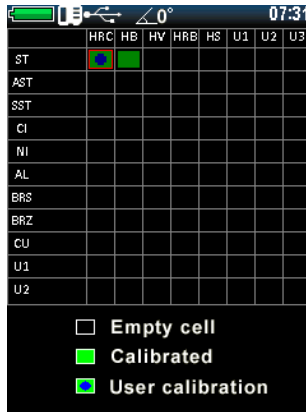 0° 07:31
HRC HB HV HRB HS U1 U2 U3
ST
AST
SST
CI
NI
AL
BRS
BRZ
CU
U1
U2
Empty cell
Calibrated
User calibration